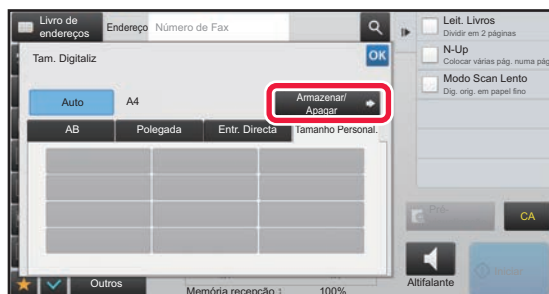 Livro de
endereços
Endereço
Número de Fax
Tam. Digitaliz
OK
Auto
A4
Armazenar/
Apagar
AB
Polegada
Entr. Directa
Tamanho Personal.
Outros
Memória recepção :
100%
Leit. Livros
Dividir em 2 páginas
N-Up
Colocar várias pág. numa pág
Modo Scan Lento
Dig. orig. em papel fino
CA
Altifalante
Iniciar